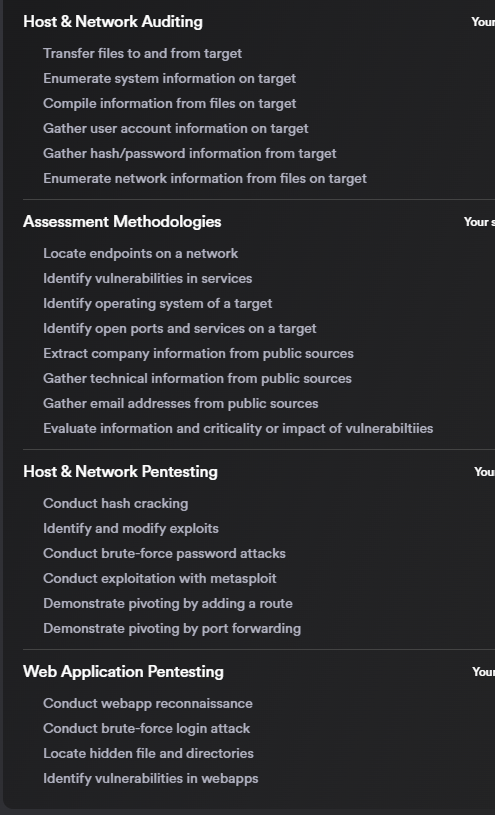 Host & Network Auditing Your
Transfer files to and from target
Enumerate system information on target
Compile information from files on target
Gather user account information on target
Gather hash/password information from target
Enumerate network information from files on target
Assessment Methodologies Your s
Locate endpoints on a network
Identify vulnerabilities in services
Identify operating system of a target
Identify open ports and services on a target
Extract company information from public sources
Gather technical information from public sources
Gather email addresses from public sources
Evaluate information and criticality or impact of vulnerabiltiies
Host & Network Pentesting You
Conduct hash cracking
Identify and modify exploits
Conduct brute-force password attacks
Conduct exploitation with metasploit
Demonstrate pivoting by adding a route
Demonstrate pivoting by port forwarding
Web Application Pentesting Your
Conduct webapp reconnaissance
Conduct brute-force login attack
Locate hidden file and directories
Identify vulnerabilities in webapps